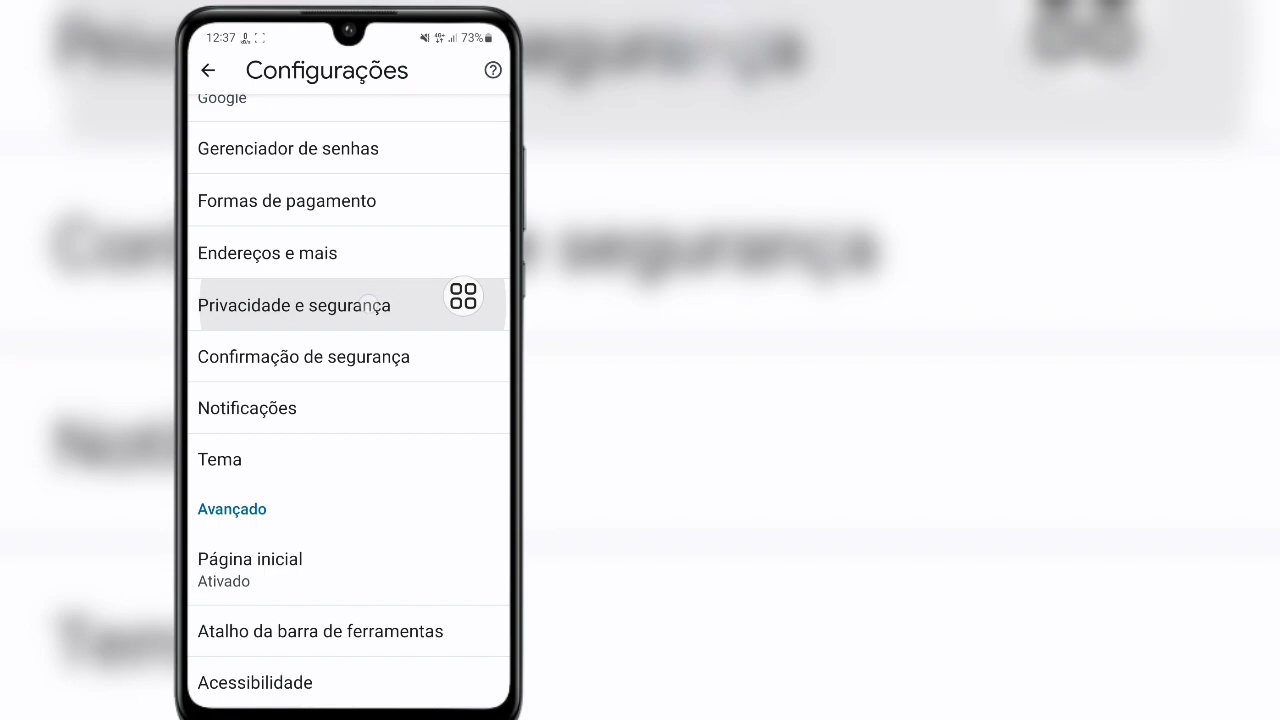 12:37 73%
Configurações
Google
Gerenciador de senhas
Formas de pagamento
Endereços e mais
Privacidade e segurança
Confirmação de segurança
Notificações
Tema
Avançado
Página inicial
Ativado
Atalho da barra de ferramentas
Acessibilidade